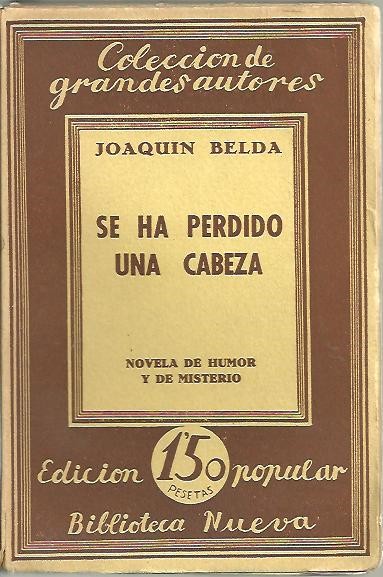 Coleccion de
grandes autores
JOAQUIN BELDA
SE HA PERDIDO
UNA CABEZA
NOVELA DE HUMOR
Y DE MISTERIO
Edicion 1'50 popular
PESETAS
Biblioteca Nueva